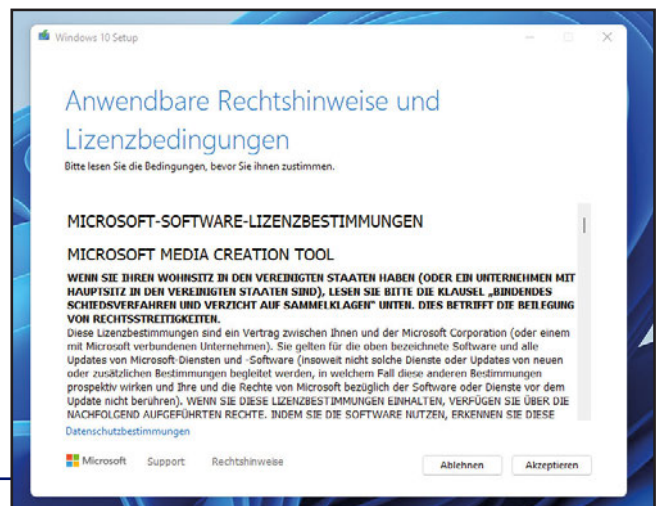 Windows 10 Setup
Anwendbare Rechtshinweise und
Lizenzbedingungen
Bitte lesen Sie die Bedingungen, bevor Sie ihnen zustimmen.
MICROSOFT-SOFTWARE-LIZENZBESTIMMUNGEN
MICROSOFT MEDIA CREATION TOOL
WENN SIE IHREN WOHNSITZ IN DEN VEREINIGTEN STAATEN HABEN (ODER EIN UNTERNEHMEN MIT
HAUPTSITZ IN DEN VEREINIGTEN STAATEN SIND), LESEN SIE BITTE DIE KLAUSEL „BINDENDES
SCHIEDSVERFAHREN UND VERZICHT AUF SAMMELKLAGEN" UNTEN. DIES BETRIFFT DIE BEILEGUNG
VON RECHTSSTREITIGKEITEN.
Diese Lizenzbestimmungen sind ein Vertrag zwischen Ihnen und der Microsoft Corporation (oder einem
mit Microsoft verbundenen Unternehmen). Sie gelten für die oben bezeichnete Software und alle
Updates von Microsoft-Diensten und -Software (insoweit nicht solche Dienste oder Updates von neuen
oder zusätzlichen Bestimmungen begleitet werden, in welchem Fall diese anderen Bestimmungen
prospektiv wirken und Ihre und die Rechte von Microsoft bezüglich der Software oder Dienste vor dem
Update nicht berühren). WENN SIE DIESE LIZENZBESTIMMUNGEN EINHALTEN, VERFÜGEN SIE ÜBER DIE
NACHFOLGEND AUFGEFÜHRTEN RECHTE. INDEM SIE DIE SOFTWARE NUTZEN, ERKENNEN SIE DIESE
Datenschutzbestimmungen
Microsoft Support Rechtshinweise Ablehnen Akzeptieren